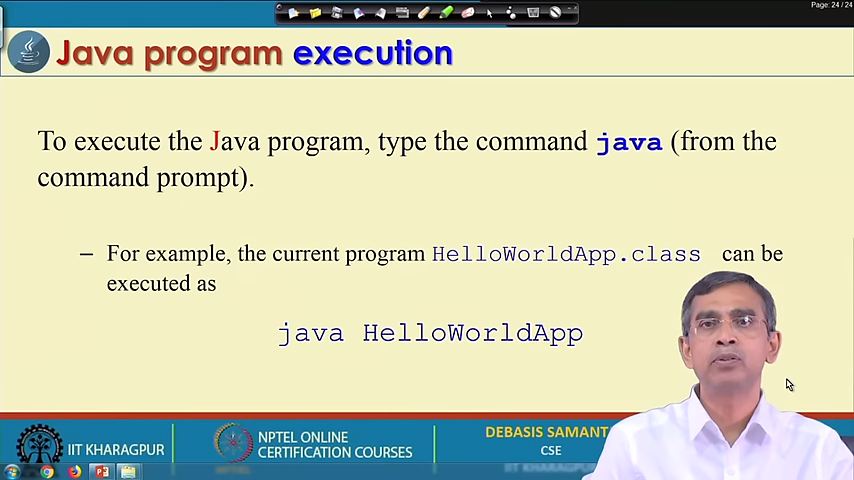 Page: 24 / 24
Java program execution
To execute the Java program, type the command java (from the
command prompt).
– For example, the current program HelloWorldApp.class can be
executed as
java HelloWorldApp
IIT KHARAGPUR
NPTEL ONLINE
CERTIFICATION COURSES
DEBASIS SAMANT
CSE